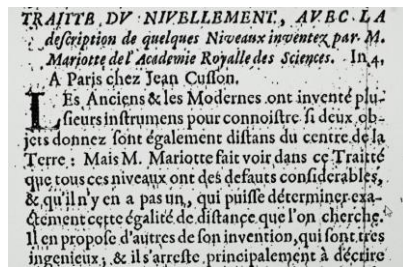 TRAITTE DV NIVELLEMENT, AVEC LA
deſcription de quelques Niveaux inventez par M.
Mariotte de l'Academie Royalle des Sciences. In 4,
A Paris chez Jean Cuſſon.
LEs Anciens & les Modernes ont inventé plu-
ſieurs inſtrumens pour connoiſtre ſi deux ob-
jets donnez ſont également diſtans du centre de la
Terre : Mais M. Mariotte fait voir dans ce Traitté
que tous ces niveaux ont des defauts conſiderables,
& qu'il n'y en a pas un, qui puiſſe déterminer exa-
ctement cette égalité de diſtance que l'on cherche.
Il en propoſe d'autres de ſon invention, qui ſont tres
ingenieux ; & il s'arreſte principalement à décrire